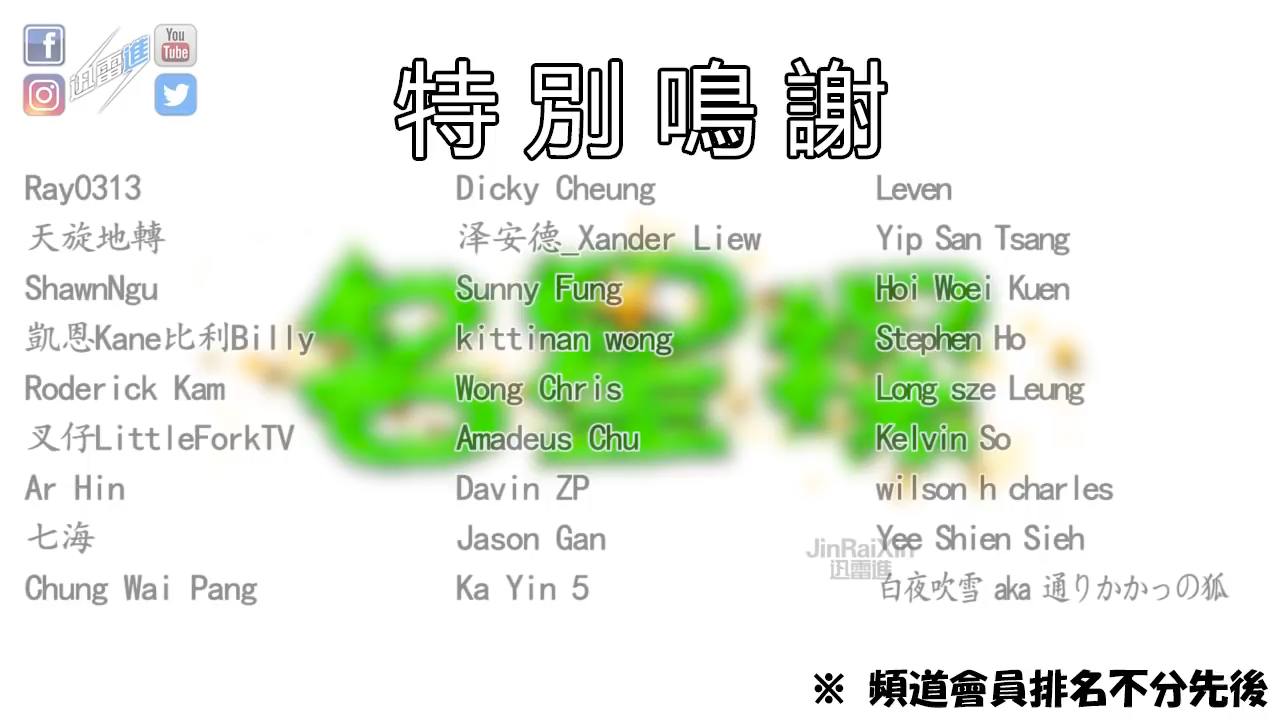 f
You Tube
迅雷進
特別鳴謝
Ray0313
天旋地轉
ShawnNgu
凱恩Kane比利Billy
Roderick Kam
叉仔LittleForkTV
Ar Hin
七海
Chung Wai Pang
Dicky Cheung
泽安德_Xander Liew
Sunny Fung
kittinan wong
Wong Chris
Amadeus Chu
Davin ZP
Jason Gan
Ka Yin 5
Leven
Yip San Tsang
Hoi Woei Kuen
Stephen Ho
Long sze Leung
Kelvin So
wilson h charles
Yee Shien Sieh
白夜吹雪 aka 通りかかっの狐
JinRaiXin
迅雷進
※ 頻道會員排名不分先後